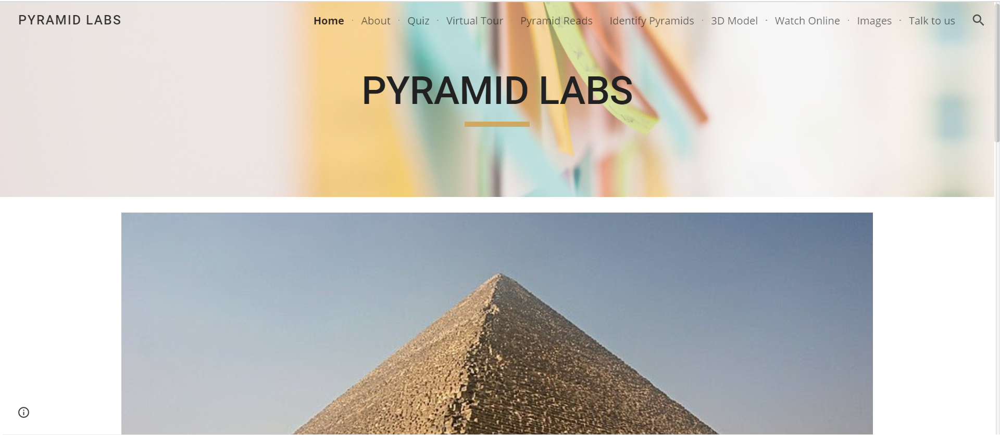 PYRAMID LABS
Home · About · Quiz · Virtual Tour · Pyramid Reads · Identify Pyramids · 3D Model · Watch Online · Images · Talk to us
PYRAMID LABS